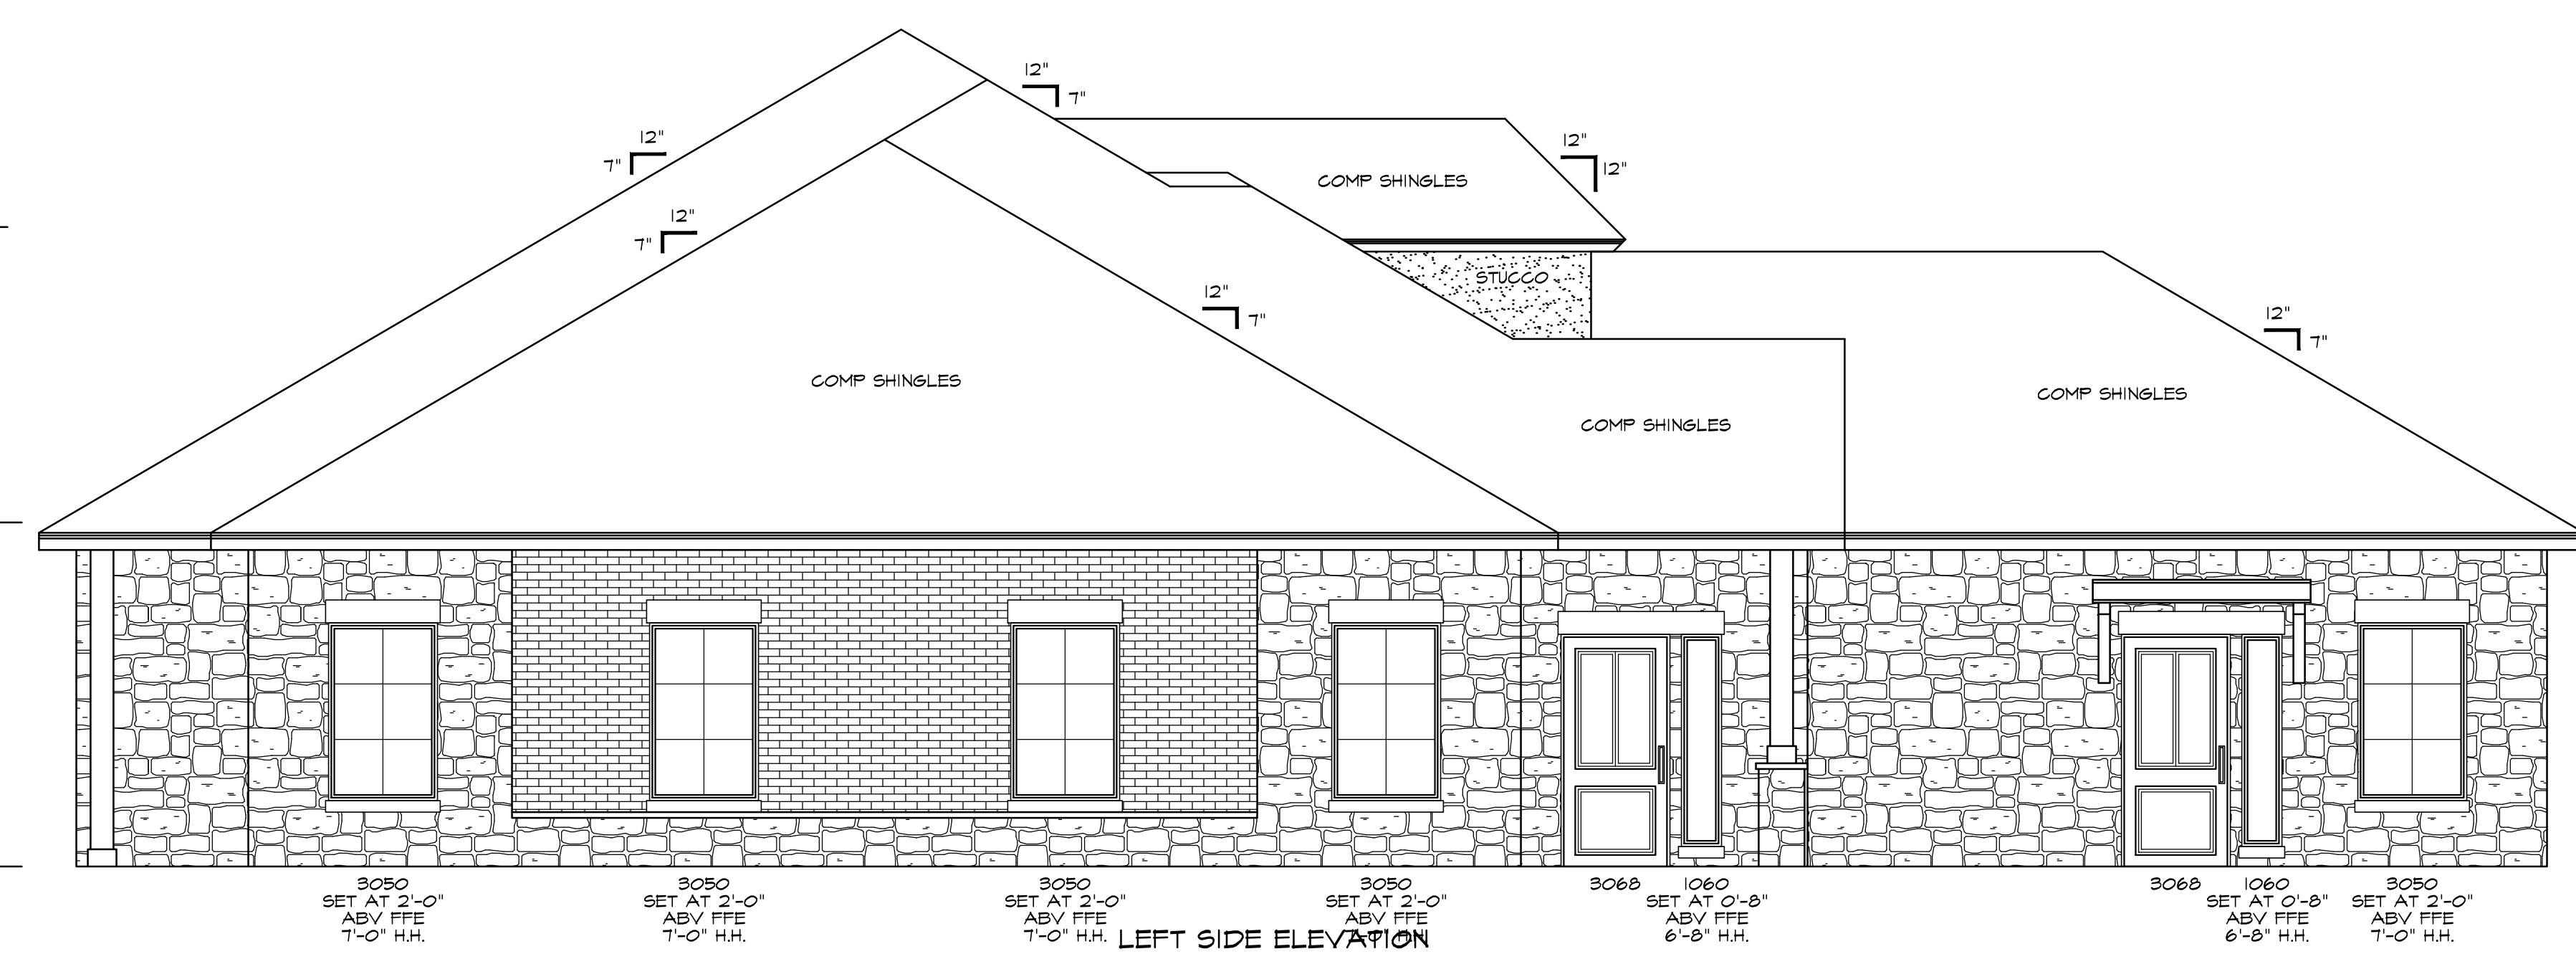 12"
7"
12"
7"
12"
12"
COMP SHINGLES
12"
7"
STUCCO
12"
7"
12"
7"
COMP SHINGLES
COMP SHINGLES
COMP SHINGLES
3050
SET AT 2'-0"
ABV FFE
7'-0" H.H.
3050
SET AT 2'-0"
ABV FFE
7'-0" H.H.
3050
SET AT 2'-0"
ABV FFE
7'-0" H.H.
3050
SET AT 2'-0"
ABV FFE
7'-0" H.H.
3068
1060
SET AT 0'-8"
ABV FFE
6'-8" H.H.
3068
1060
SET AT 0'-8"
ABV FFE
6'-8" H.H.
3050
SET AT 2'-0"
ABV FFE
7'-0" H.H.
LEFT SIDE ELEVATION